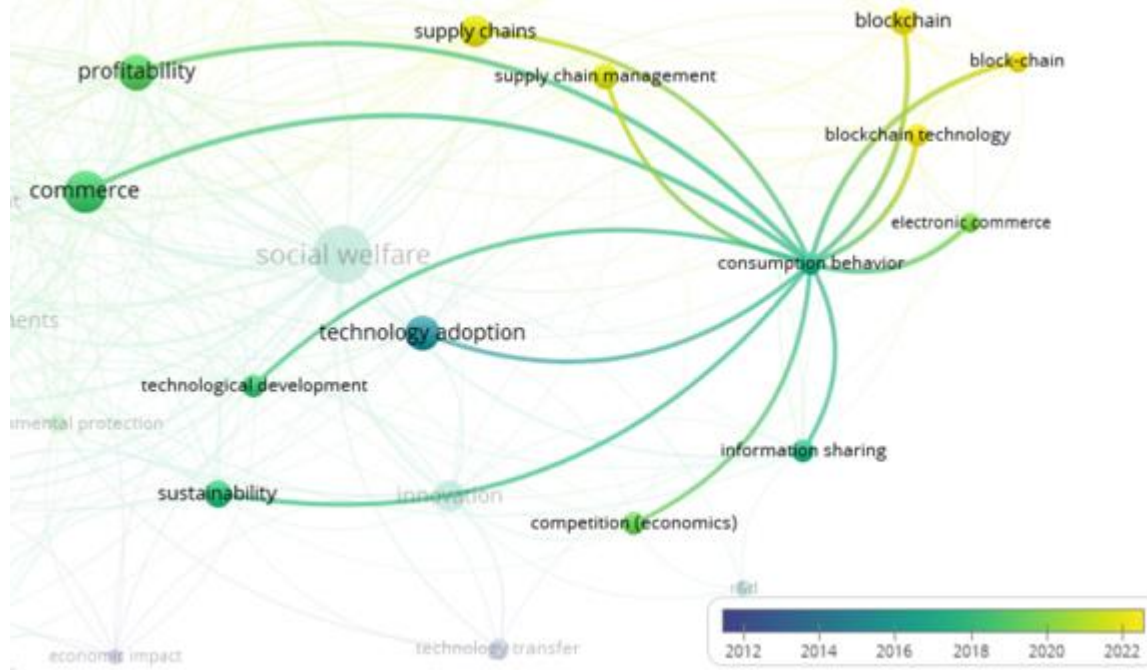 blockchain
supply chains
block-chain
profitability
supply chain management
blockchain technology
commerce
electronic commerce
social welfare
consumption behavior
technology adoption
technological development
information sharing
sustainability
innovation
competition (economics)
technology transfer
economic impact
2012 2014 2016 2018 2020 2022